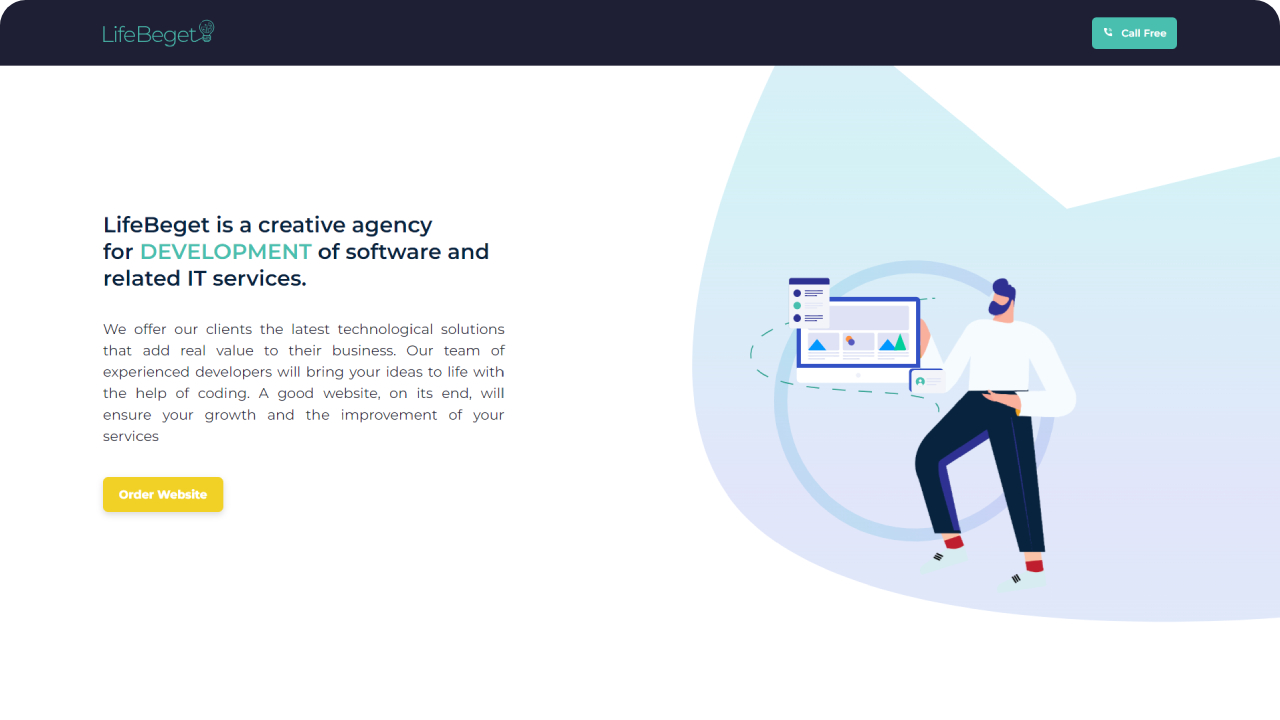 LifeBeget
Call Free
LifeBeget is a creative agency
for DEVELOPMENT of software and
related IT services.
We offer our clients the latest technological solutions
that add real value to their business. Our team of
experienced developers will bring your ideas to life with
the help of coding. A good website, on its end, will
ensure your growth and the improvement of your
services
Order Website